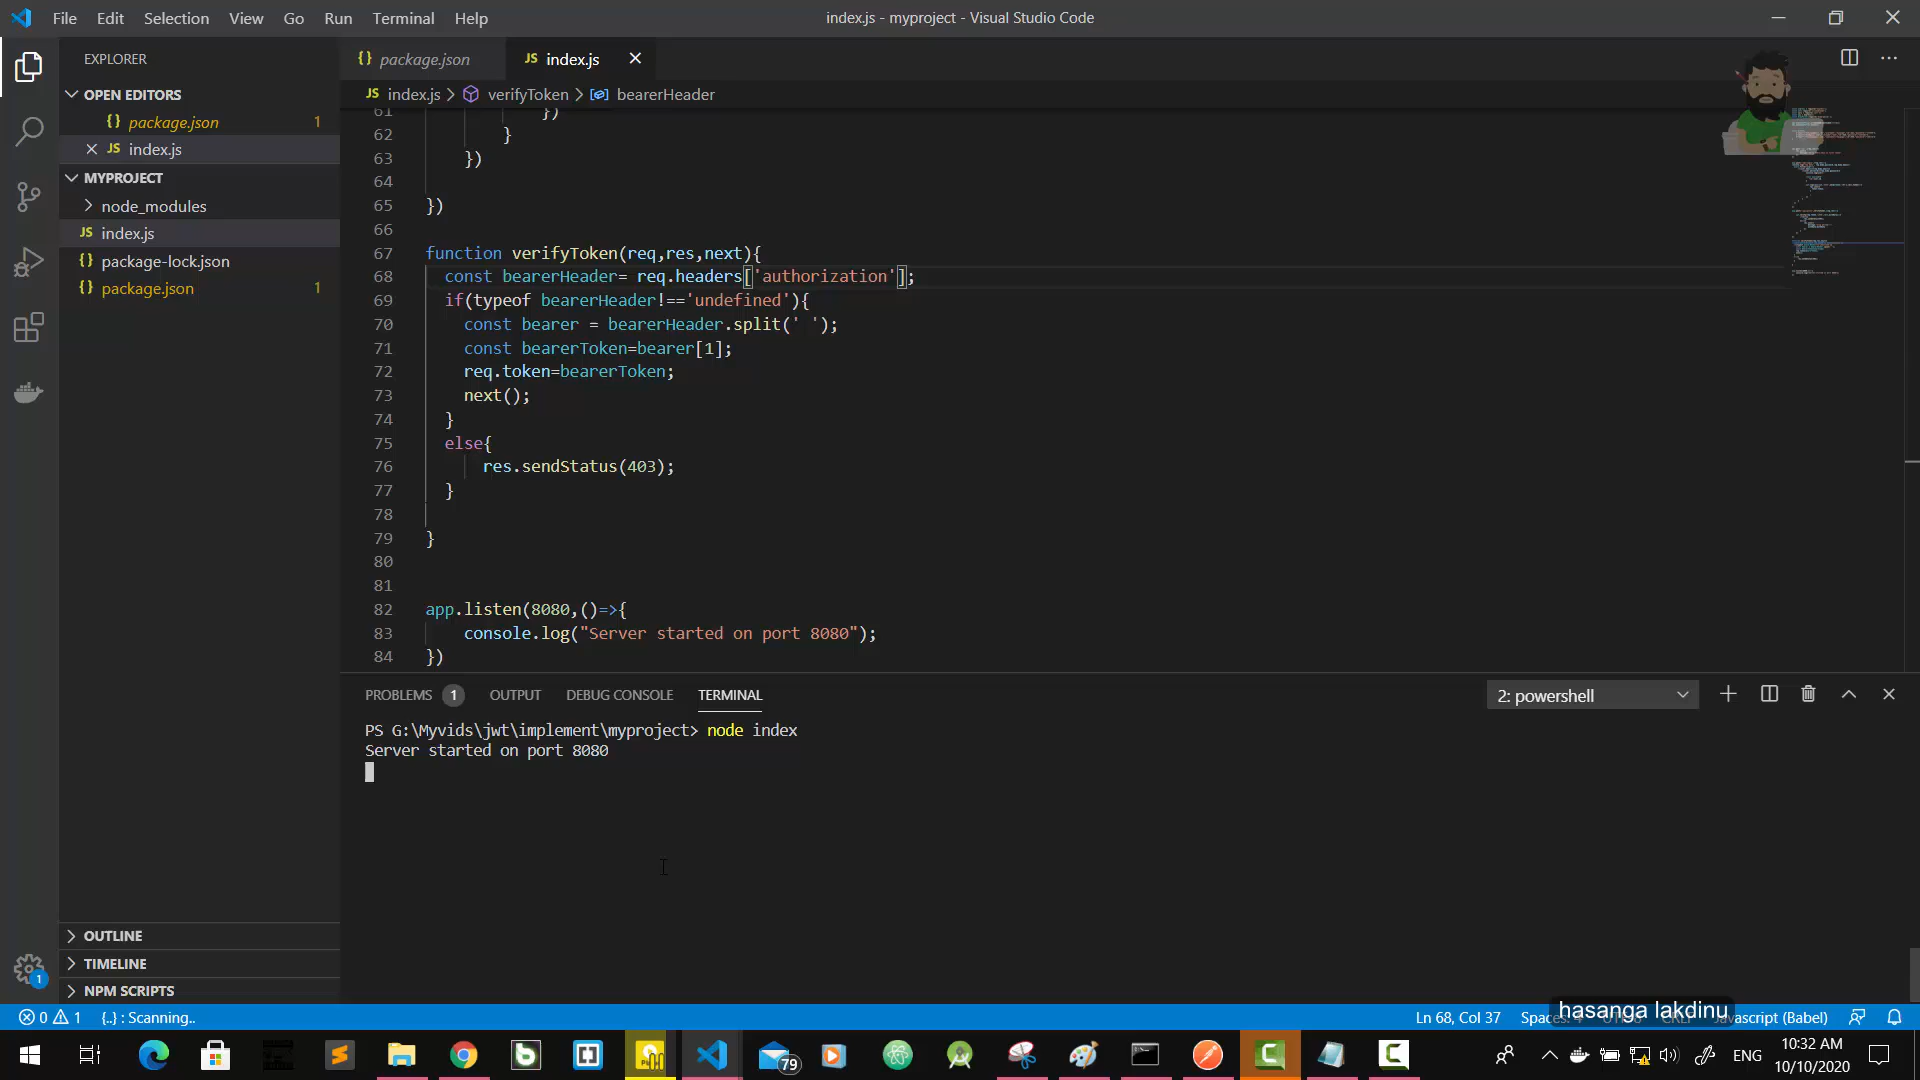 File Edit Selection View Go Run Terminal Help
index.js - myproject - Visual Studio Code
EXPLORER
OPEN EDITORS
{} package.json 1
JS index.js
MYPROJECT
node_modules
JS index.js
{} package-lock.json
{} package.json 1
OUTLINE
TIMELINE
NPM SCRIPTS
{} package.json
JS index.js
JS index.js > verifyToken > bearerHeader
61 })
62 }
63 })
64
65 })
66
67 function verifyToken(req,res,next){
68 const bearerHeader= req.headers['authorization'];
69 if(typeof bearerHeader!=='undefined'){
70 const bearer = bearerHeader.split(' ');
71 const bearerToken=bearer[1];
72 req.token=bearerToken;
73 next();
74 }
75 else{
76 res.sendStatus(403);
77 }
78
79 }
80
81
82 app.listen(8080,()=>{
83 console.log("Server started on port 8080");
84 })
PROBLEMS 1 OUTPUT DEBUG CONSOLE TERMINAL
2: powershell
PS G:\Myvids\jwt\implement\myproject> node index
Server started on port 8080
0 1 {..} : Scanning..
Ln 68, Col 37
hasanga lakdinu
(Babel)
1
79
ENG
10:32 AM
10/10/2020